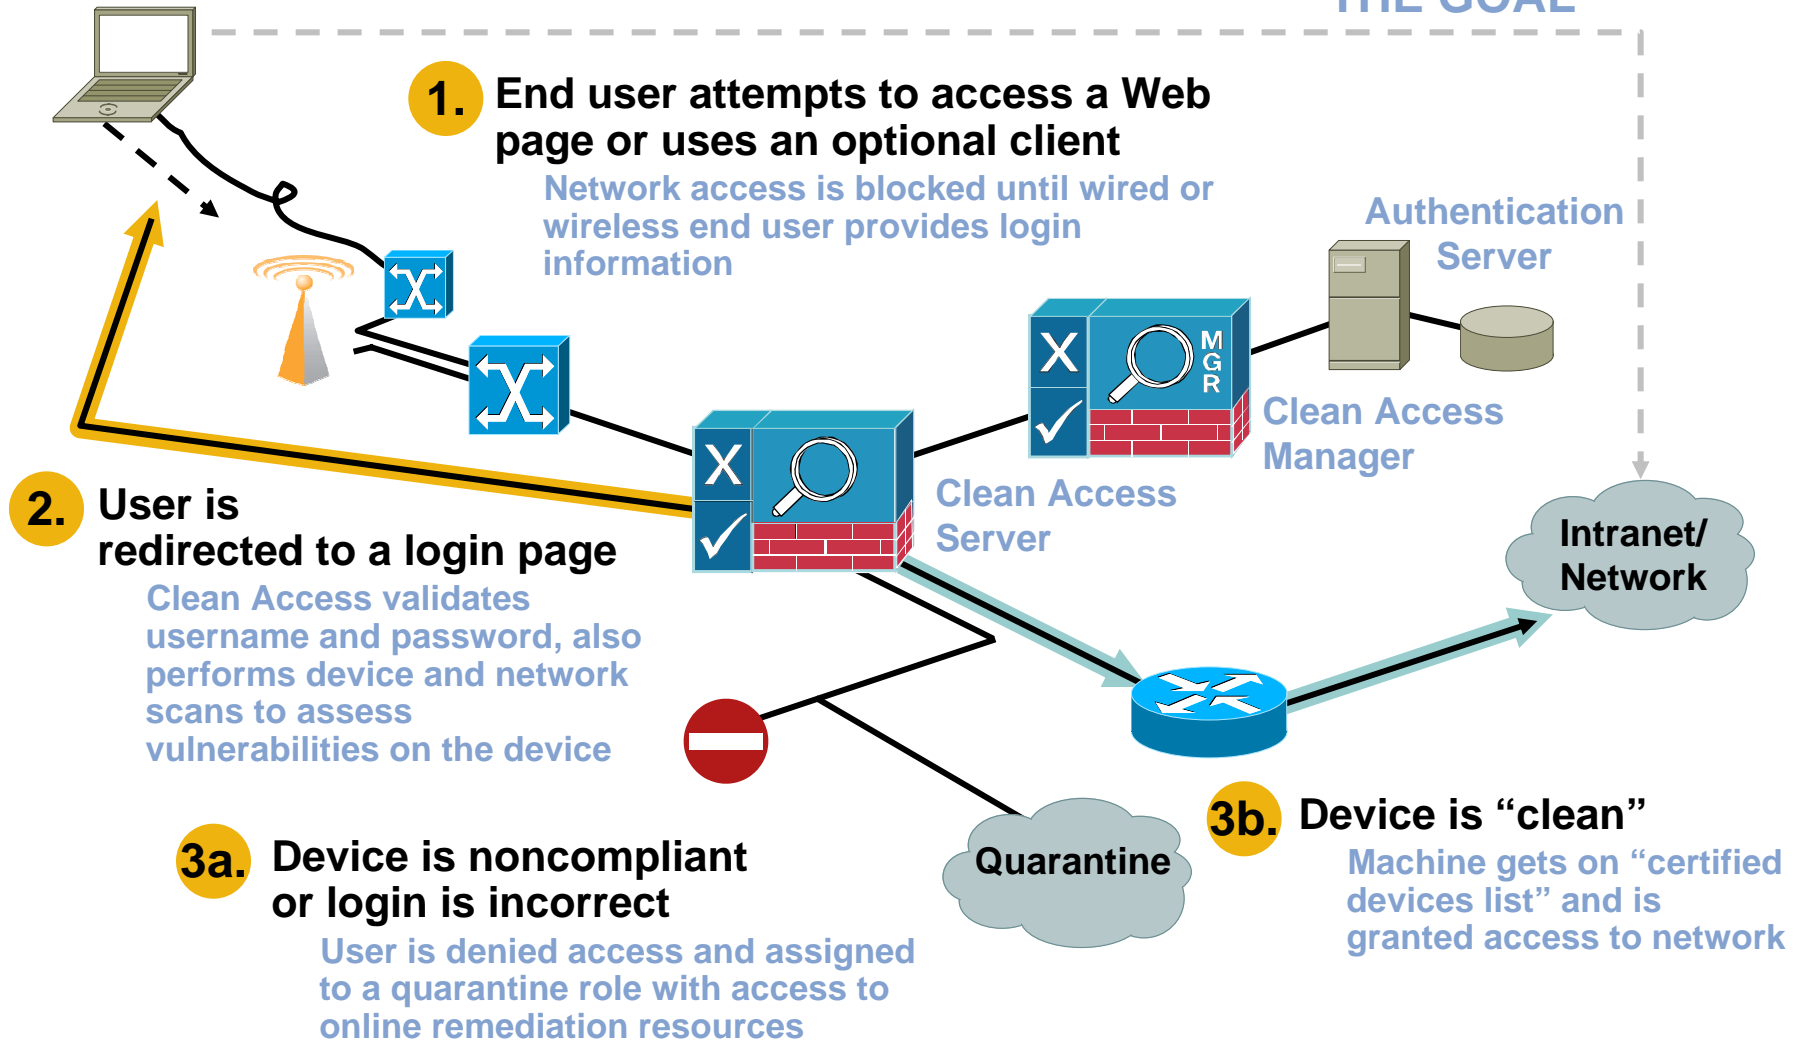 THE GOAL
1. End user attempts to access a Web
page or uses an optional client
Network access is blocked until wired or
wireless end user provides login
information
Authentication
Server
M
G
R
X
Clean Access
Manager
X
Clean Access
Server
2. User is
redirected to a login page
Clean Access validates
username and password, also
performs device and network
scans to assess
vulnerabilities on the device
Intranet/
Network
3a. Device is noncompliant
or login is incorrect
User is denied access and assigned
to a quarantine role with access to
online remediation resources
Quarantine
3b. Device is “clean”
Machine gets on “certified
devices list” and is
granted access to network